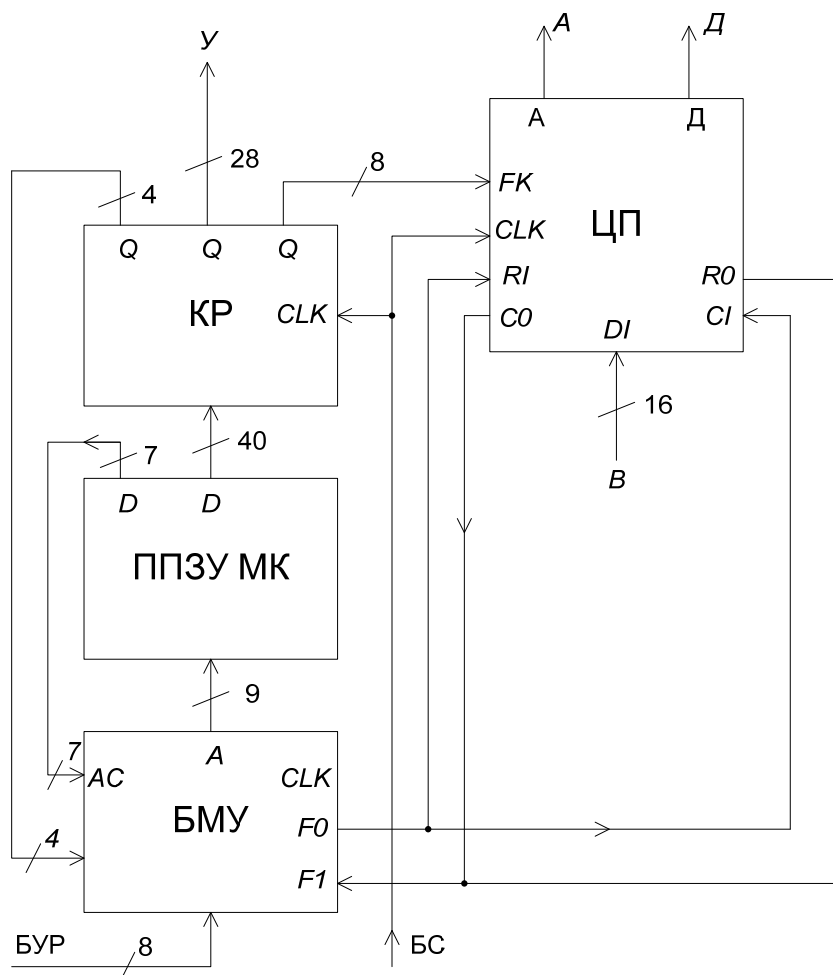 А Д
У
А Д
28
8
4
FK
Q Q Q
CLK
ЦП
КР
CLK
RI
R0
C0
CI
DI
16
40
7
B
D D
ППЗУ МК
9
A
7
AC
CLK
БМУ
F0
4
F1
БУР
8
БС